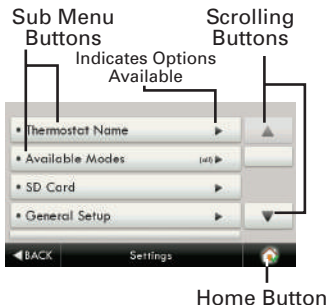 Sub Menu
Buttons
Scrolling
Buttons
Indicates Options
Available
• Thermostat Name
• Available Modes (all)
• SD Card
• General Setup
BACK Settings
Home Button